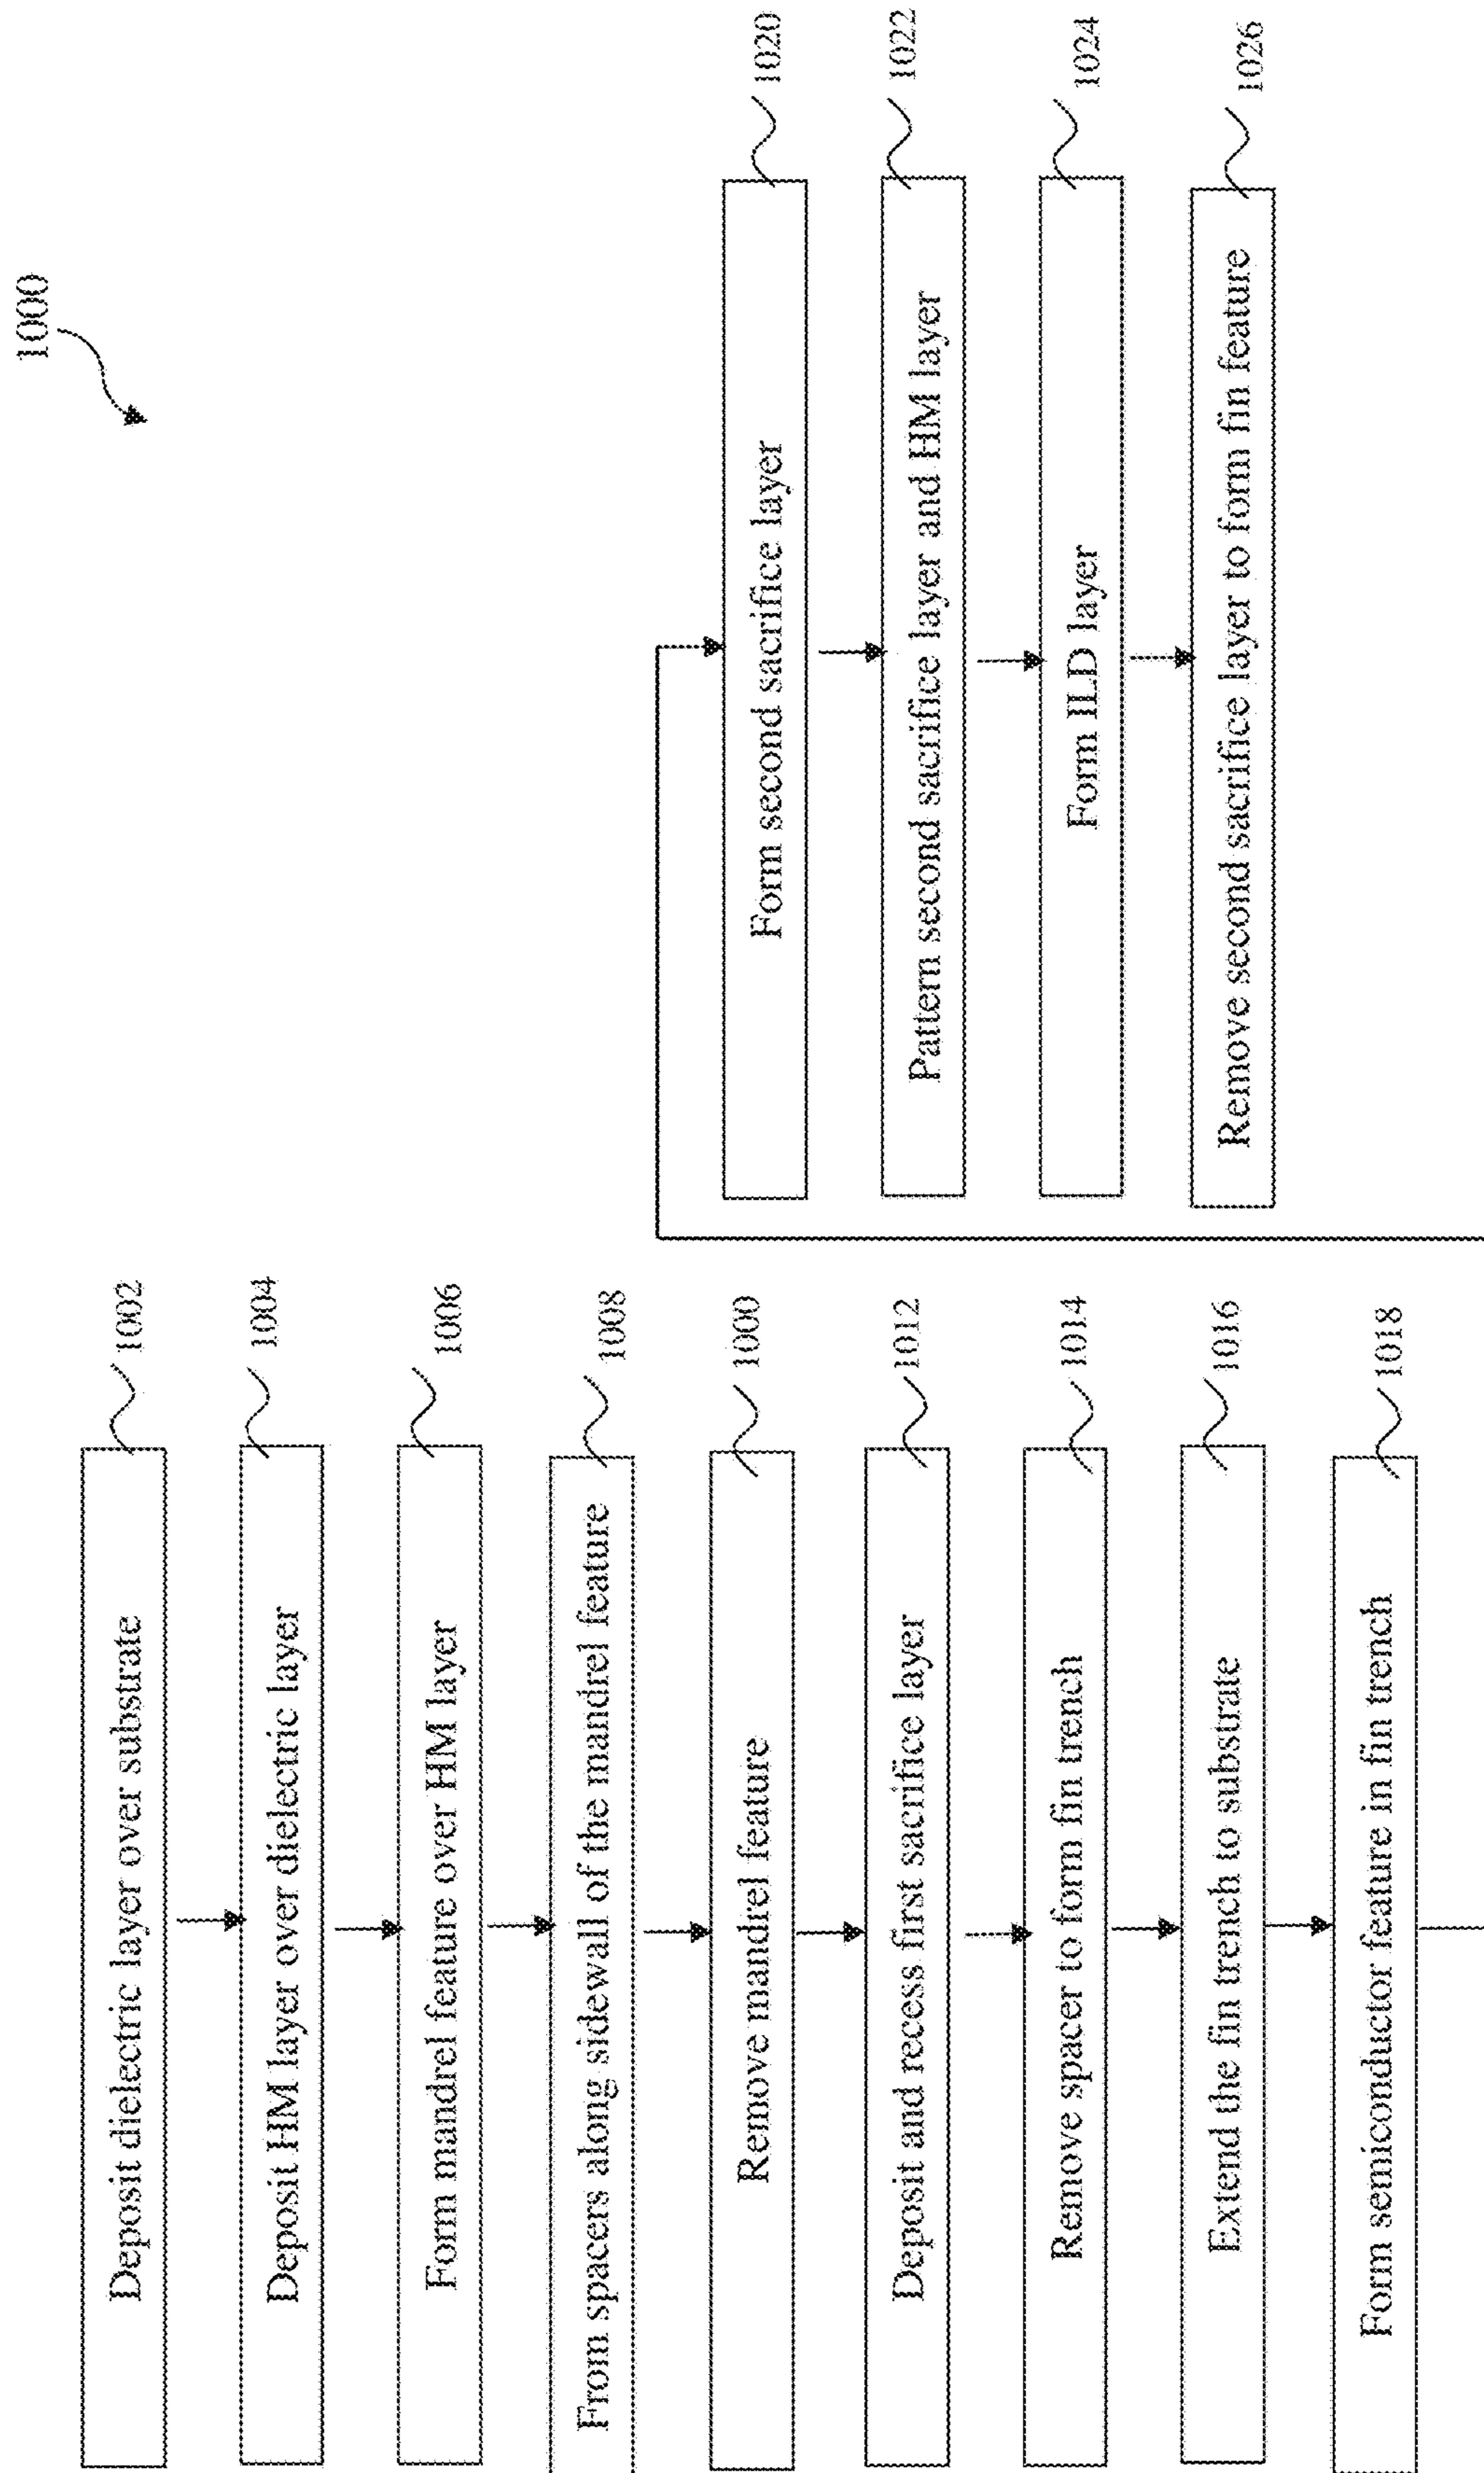 1000
Deposit dielectric layer over substrate
1002
Deposit HM layer over dielectric layer
1004
Form mandrel feature over HM layer
1006
From spacers along sidewall of the mandrel feature
1008
Remove mandrel feature
1000
Deposit and recess first sacrifice layer
1012
Remove spacer to form fin trench
1014
Extend the fin trench to substrate
1016
Form semiconductor feature in fin trench
1018
Form second sacrifice layer
1020
Pattern second sacrifice layer and HM layer
1022
Form ILD layer
1024
Remove second sacrifice layer to form fin feature
1026